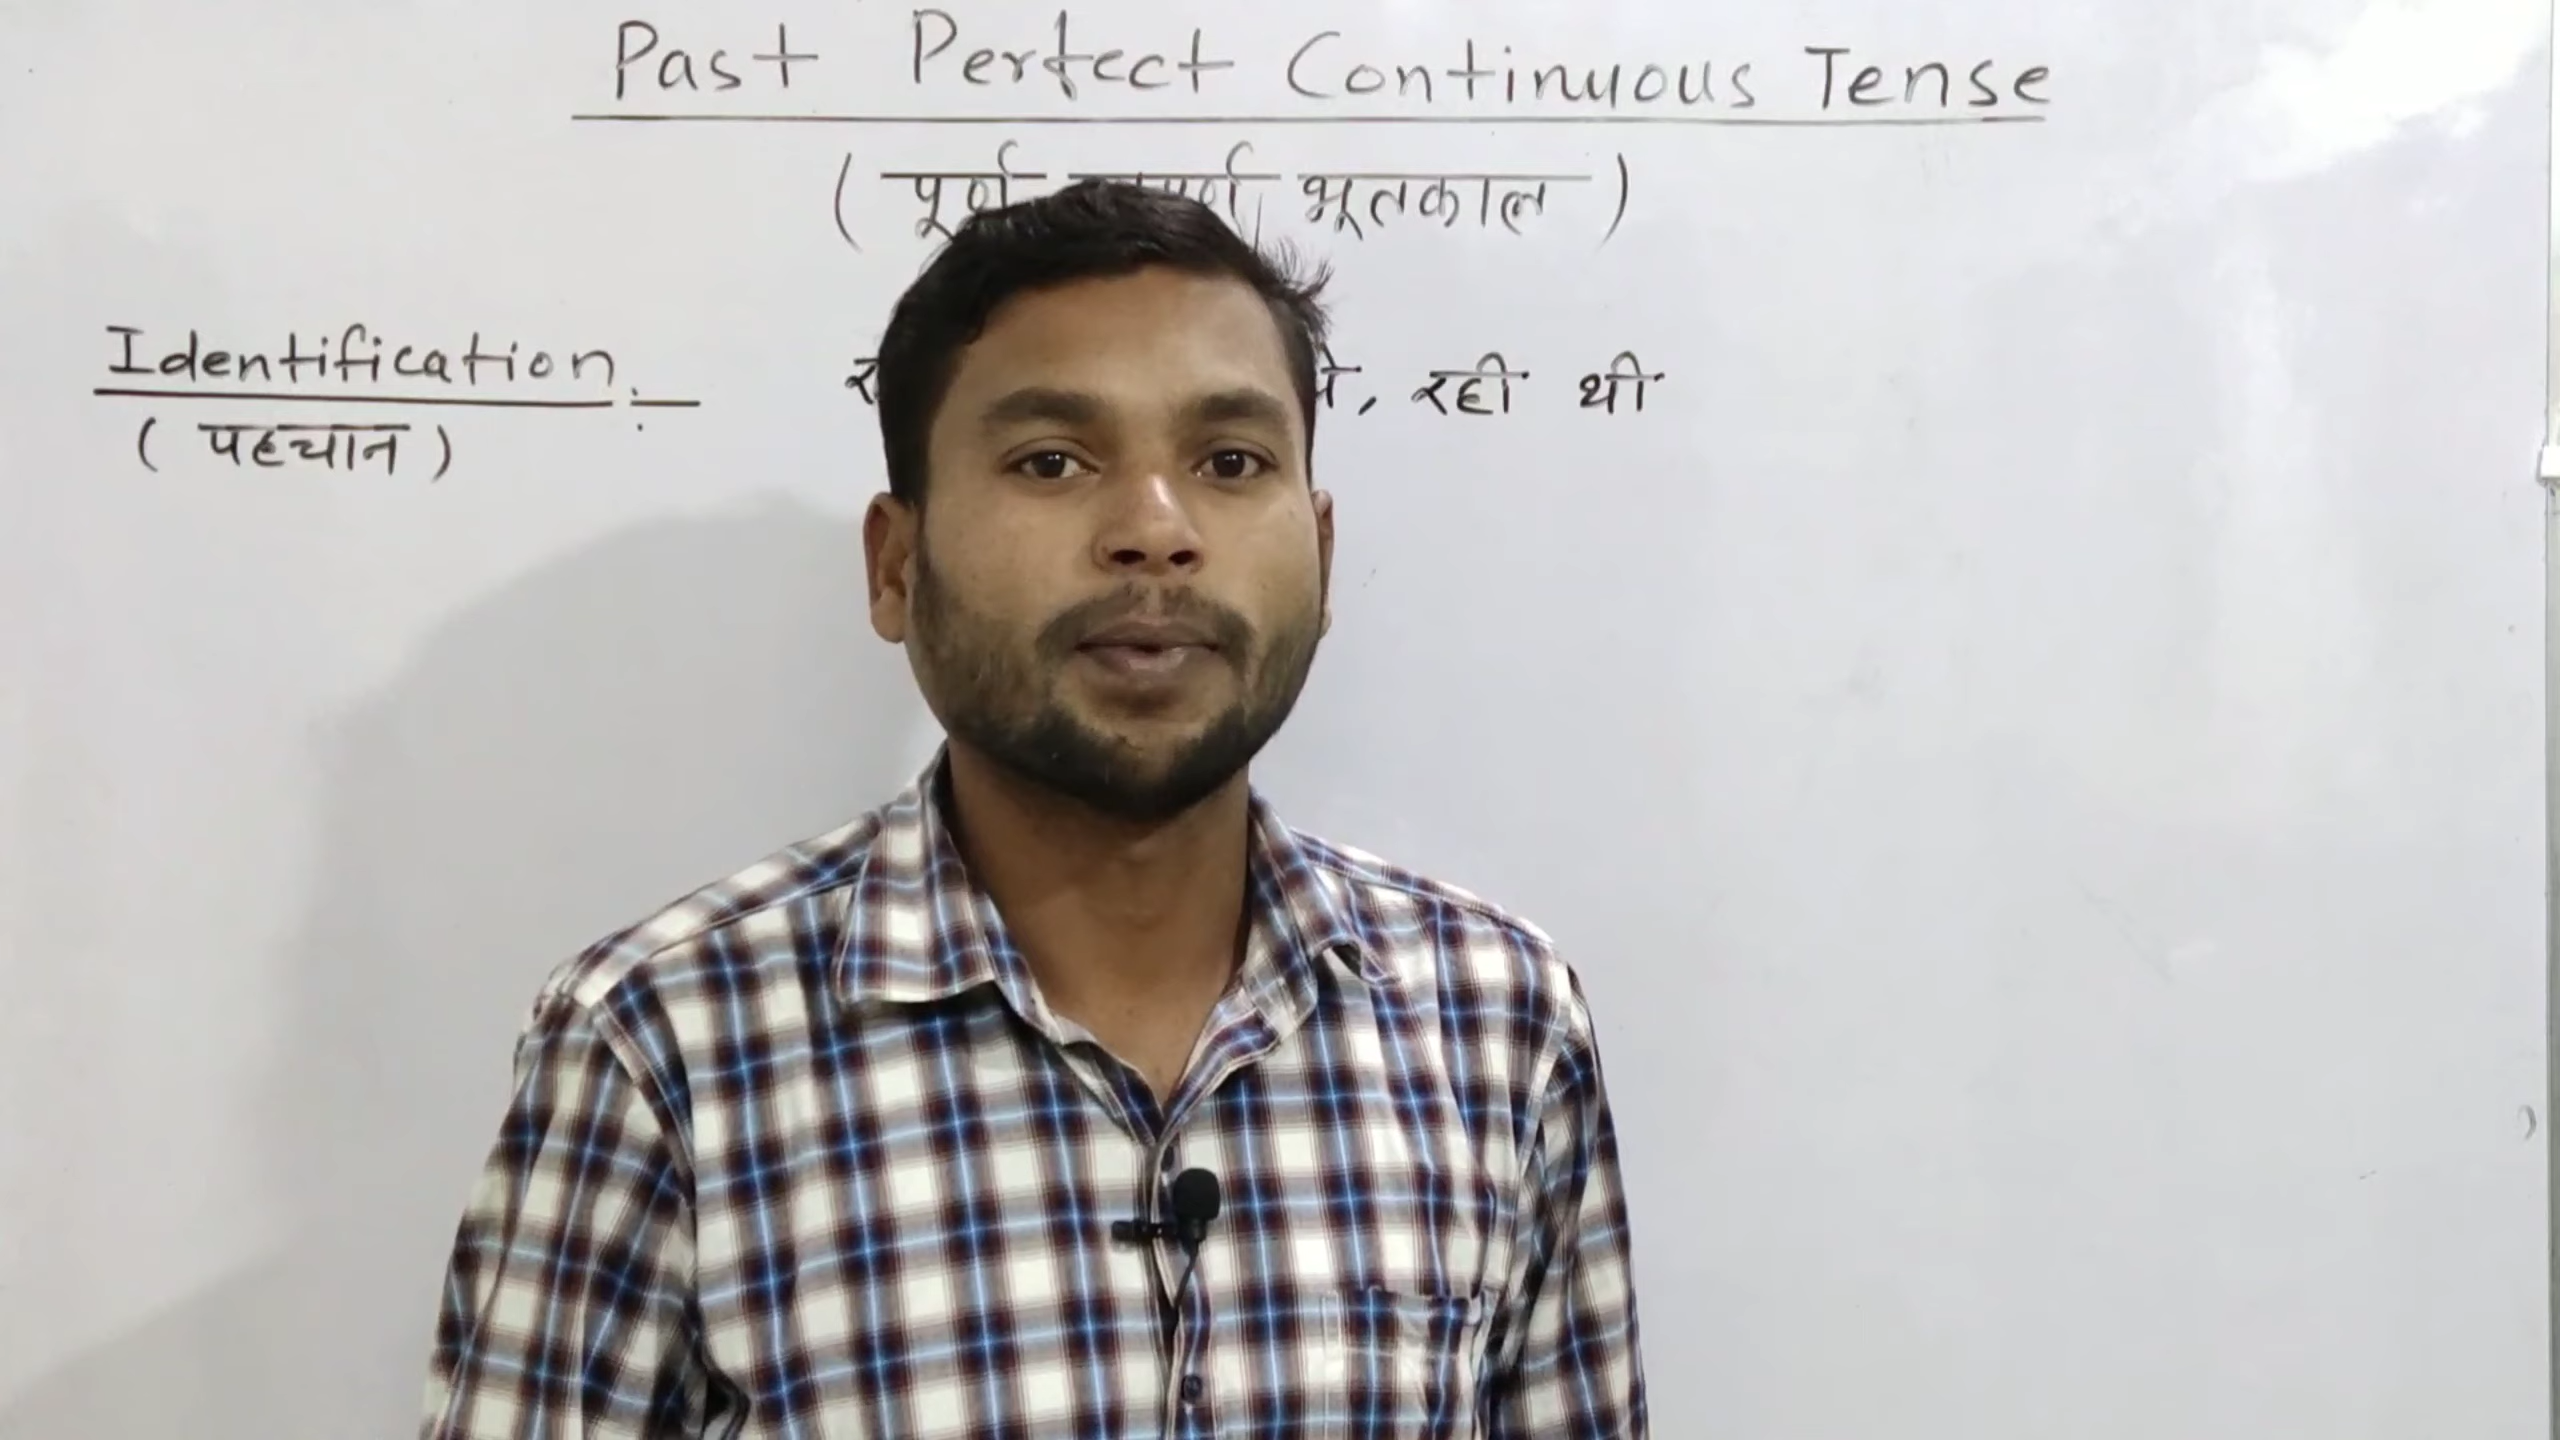 Past Perfect Continuous Tense
( पूर्ण भूतकाल )
Identification :- रही थी
( पहचान )